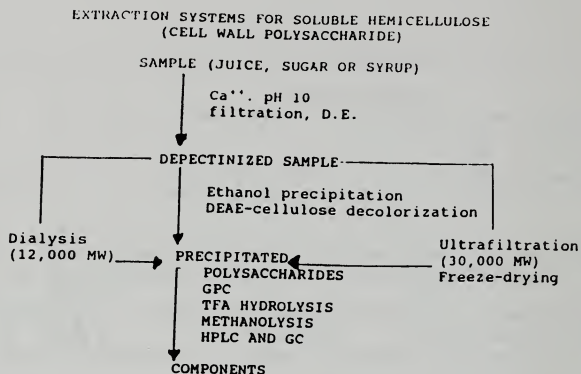 EXTRACTION SYSTEMS FOR SOLUBLE HEMICELLULOSE
(CELL WALL POLYSACCHARIDE)
SAMPLE (JUICE, SUGAR OR SYRUP)
Ca++. pH 10
filtration, D.E.
DEPECTINIZED SAMPLE
Ethanol precipitation
DEAE-cellulose decolorization
Dialysis
(12,000 MW)
PRECIPITATED
POLYSACCHARIDES
GPC
TFA HYDROLYSIS
METHANOLYSIS
HPLC AND GC
Ultrafiltration
(30,000 MW)
Freeze-drying
COMPONENTS